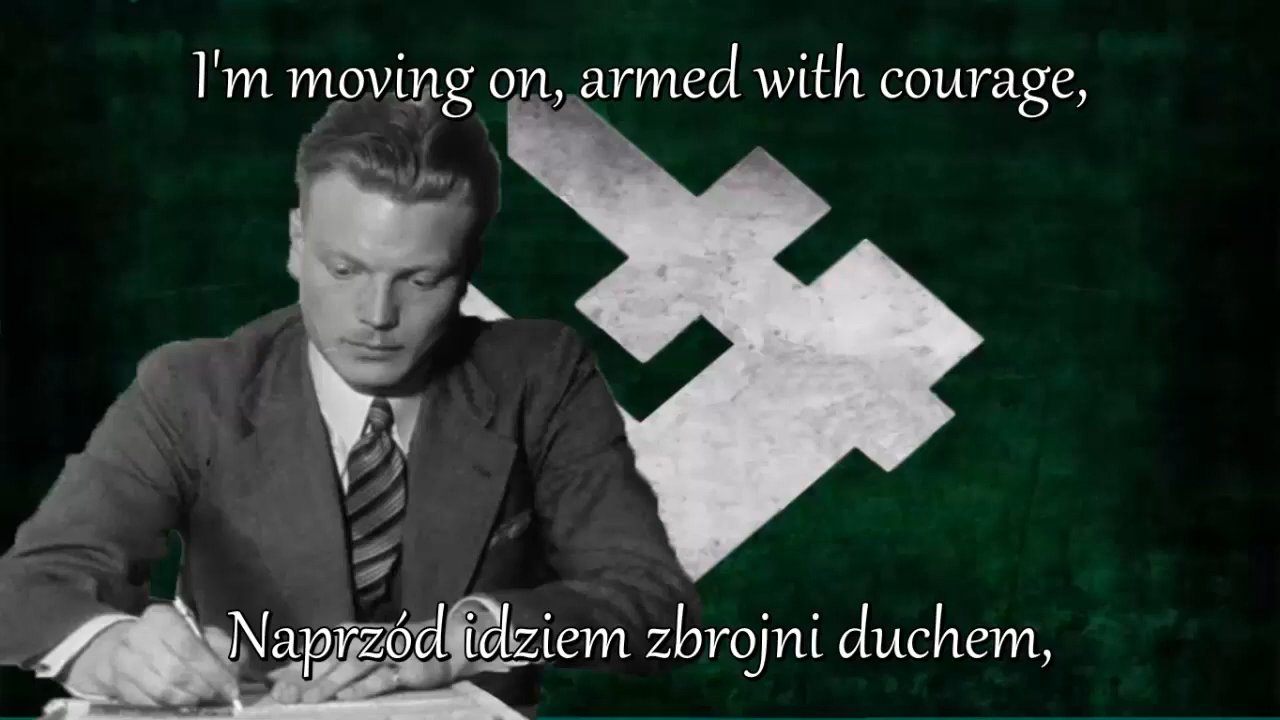 I'm moving on, armed with courage,
Naprzód idziem zbrojni duchem,